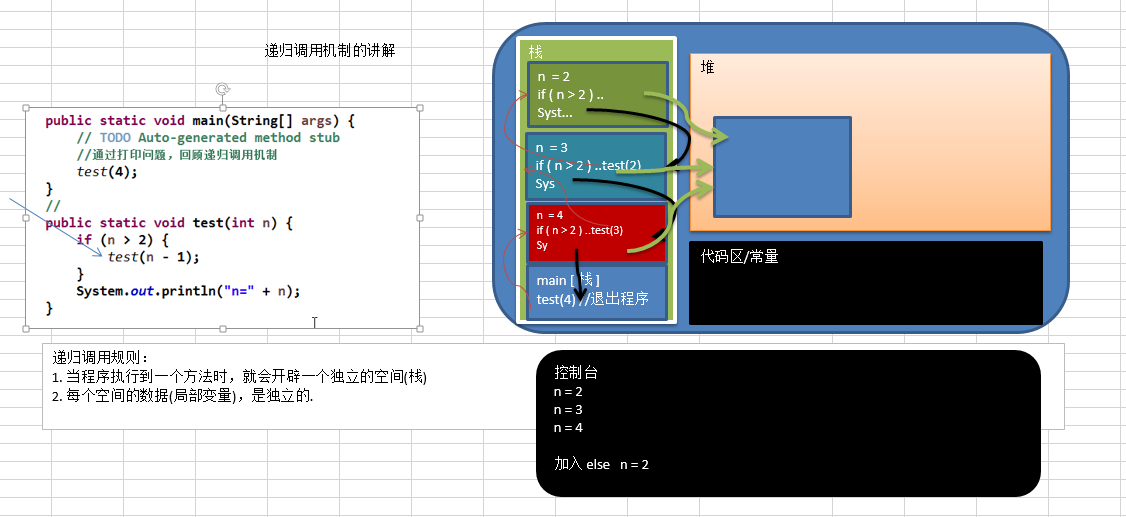 递归调用机制的讲解
public static void main(String[] args) {
// TODO Auto-generated method stub
//通过打印问题，回顾递归调用机制
test(4);
}
//
public static void test(int n) {
if (n > 2) {
test(n - 1);
}
System.out.println("n=" + n);
}
栈
n = 2
if ( n > 2 ) ..
Syst...
n = 3
if ( n > 2 ) ..test(2)
Sys
n = 4
if ( n > 2 ) ..test(3)
Sy
main [ 栈 ]
test(4) //退出程序
堆
代码区/常量
递归调用规则：
1. 当程序执行到一个方法时，就会开辟一个独立的空间(栈)
2. 每个空间的数据(局部变量)，是独立的.
控制台
n = 2
n = 3
n = 4
加入 else n = 2